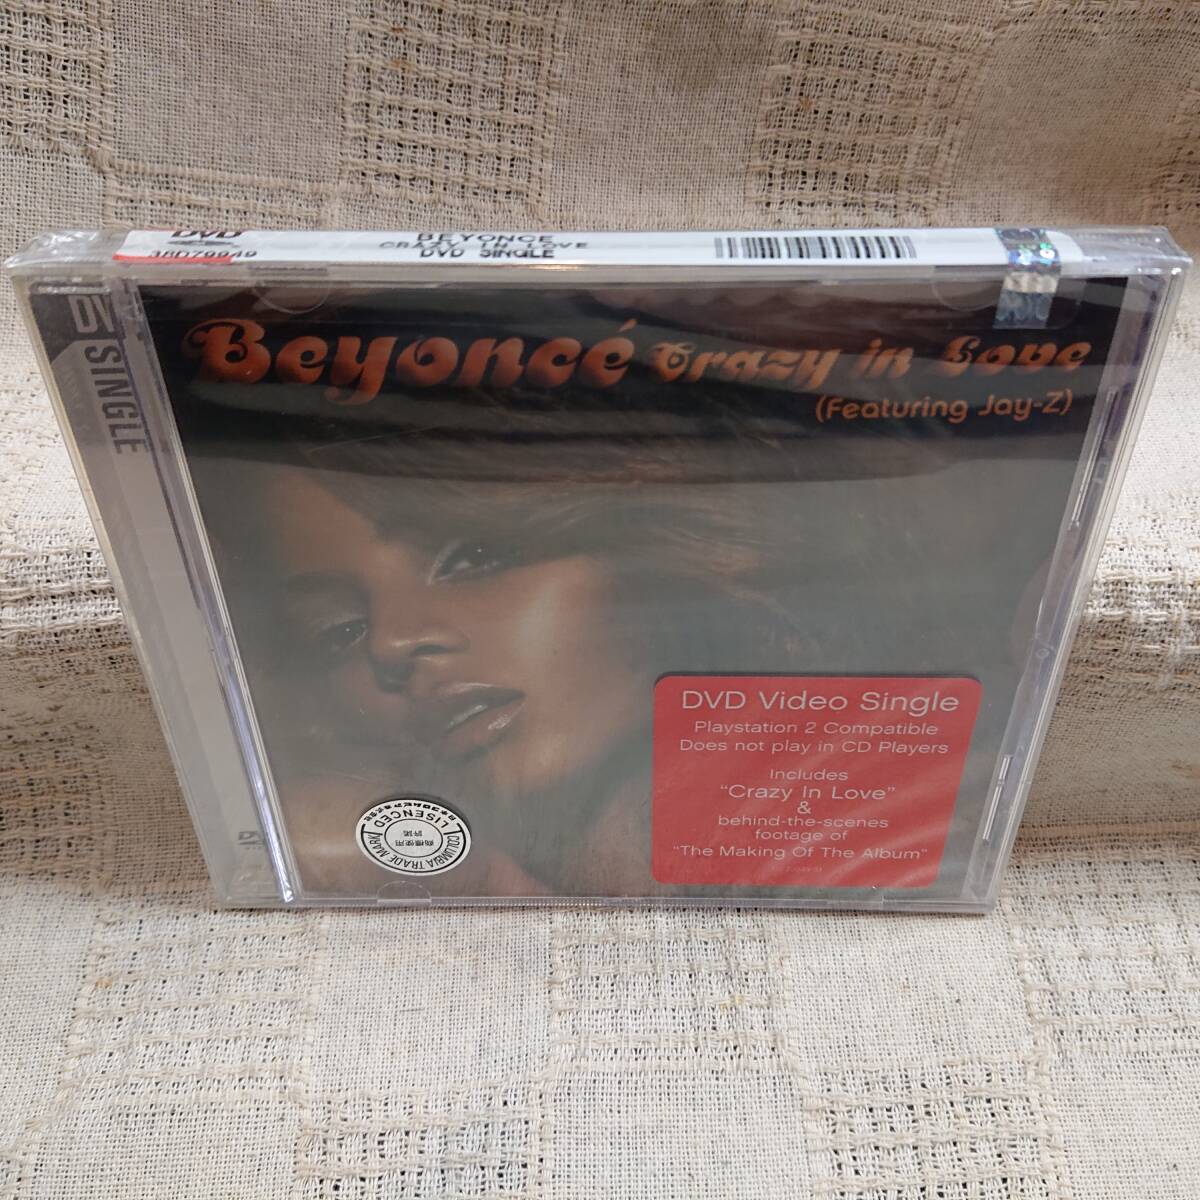 DVD
38D79949
BEYONCE
CRAZY IN LOVE
DVD SINGLE
SINGLE
Beyoncé Crazy in Love
(Featuring Jay-Z)
DVD Video Single
Playstation 2 Compatible
Does not play in CD Players
Includes
"Crazy In Love"
&
behind-the-scenes
footage of
"The Making Of The Album"
COLUMBIA TRADE MARK
LISENCED